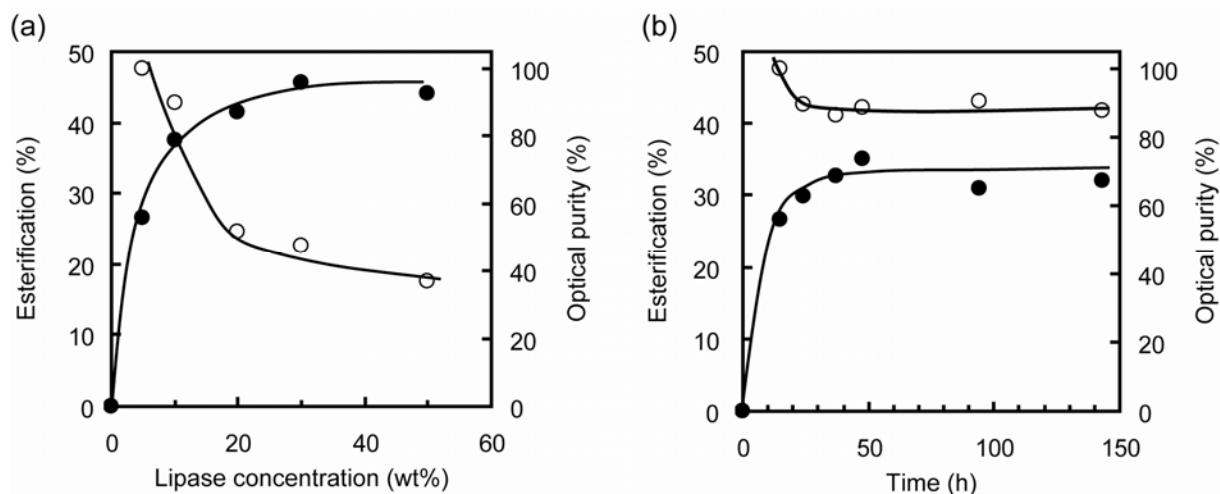 (a)
50
40
30
20
10
0
Esterification (%)
100
80
60
40
20
0
○ Optical purity (%)
0 20 40 60
Lipase concentration (wt%)
(b)
50
40
30
20
10
0
Esterification (%)
100
80
60
40
20
0
○ Optical purity (%)
0 50 100 150
Time (h)